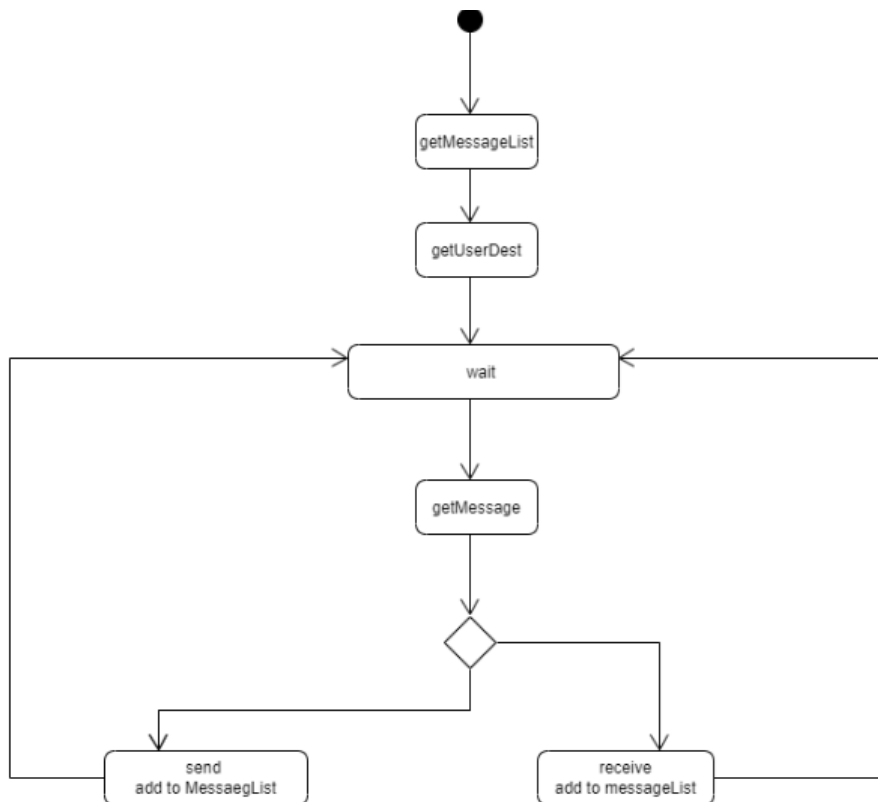 getMessageList
getUserDest
wait
getMessage
send
add to MessaegList
receive
add to messageList